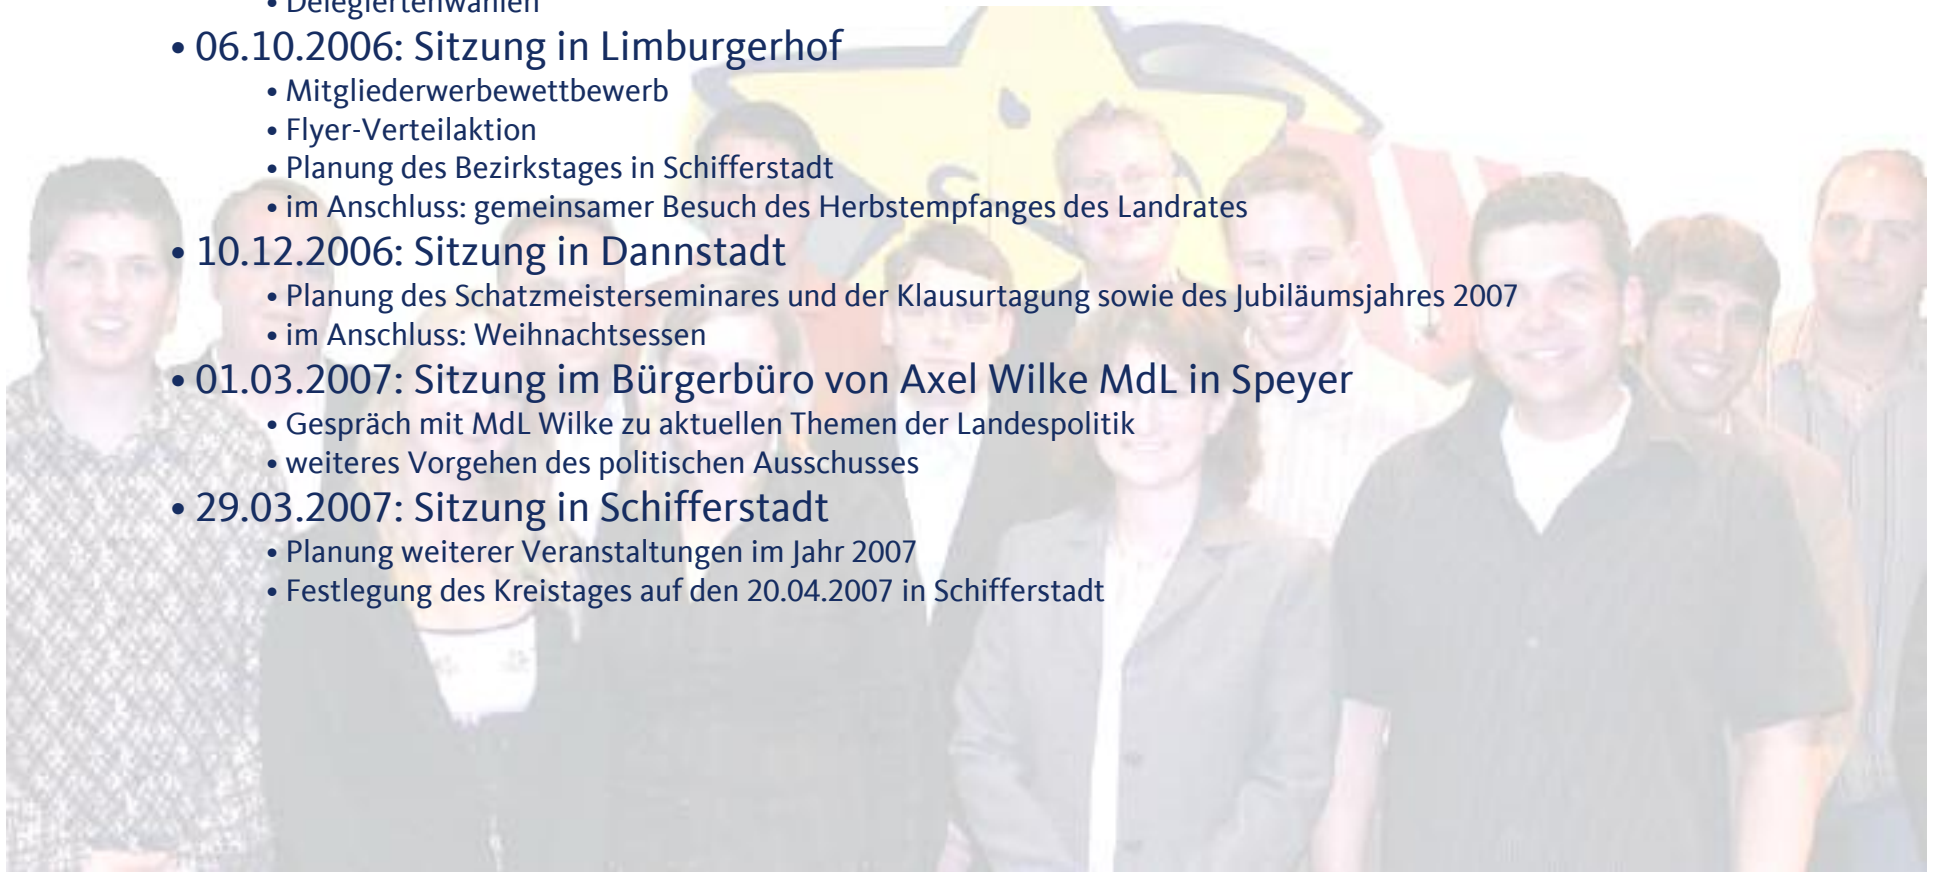 • Delegiertenwahlen
• 06.10.2006: Sitzung in Limburgerhof
• Mitgliederwerbewettbewerb
• Flyer-Verteilaktion
• Planung des Bezirkstages in Schifferstadt
• im Anschluss: gemeinsamer Besuch des Herbstempfanges des Landrates
• 10.12.2006: Sitzung in Dannstadt
• Planung des Schatzmeisterseminares und der Klausurtagung sowie des Jubiläumsjahres 2007
• im Anschluss: Weihnachtsessen
• 01.03.2007: Sitzung im Bürgerbüro von Axel Wilke MdL in Speyer
• Gespräch mit MdL Wilke zu aktuellen Themen der Landespolitik
• weiteres Vorgehen des politischen Ausschusses
• 29.03.2007: Sitzung in Schifferstadt
• Planung weiterer Veranstaltungen im Jahr 2007
• Festlegung des Kreistages auf den 20.04.2007 in Schifferstadt